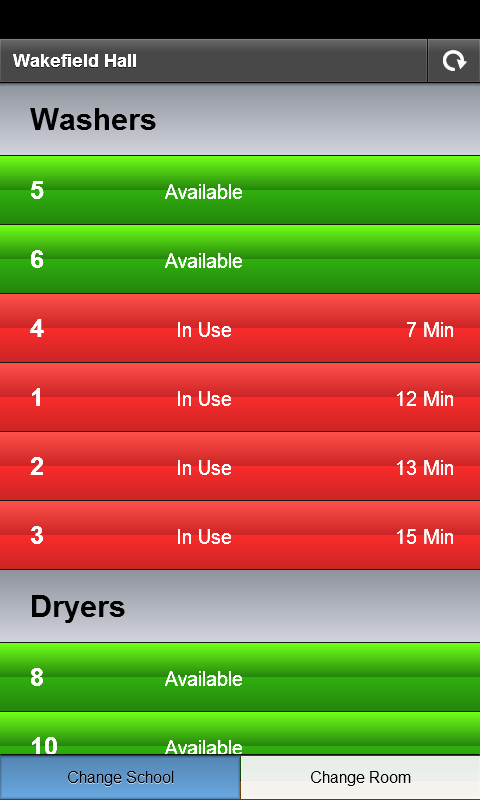 Wakefield Hall
Washers
5 Available
6 Available
4 In Use 7 Min
1 In Use 12 Min
2 In Use 13 Min
3 In Use 15 Min
Dryers
8 Available
10 Available
Change School Change Room